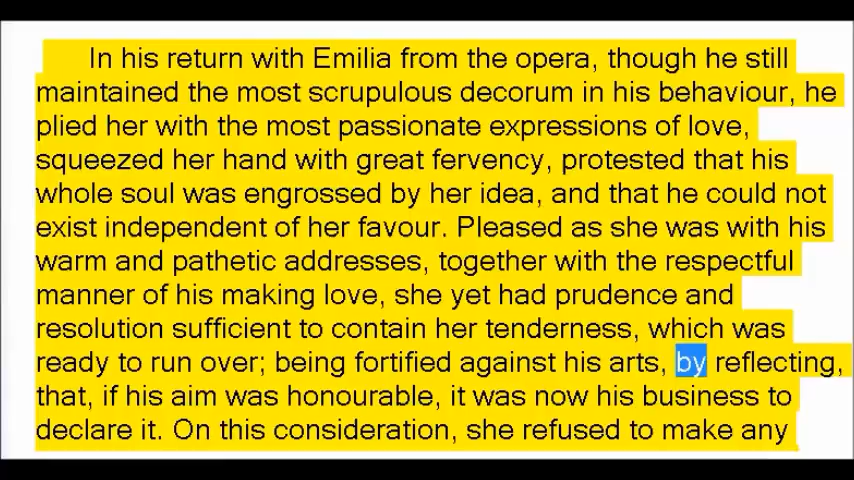 In his return with Emilia from the opera, though he still
maintained the most scrupulous decorum in his behaviour, he
plied her with the most passionate expressions of love,
squeezed her hand with great fervency, protested that his
whole soul was engrossed by her idea, and that he could not
exist independent of her favour. Pleased as she was with his
warm and pathetic addresses, together with the respectful
manner of his making love, she yet had prudence and
resolution sufficient to contain her tenderness, which was
ready to run over; being fortified against his arts, by reflecting,
that, if his aim was honourable, it was now his business to
declare it. On this consideration, she refused to make any